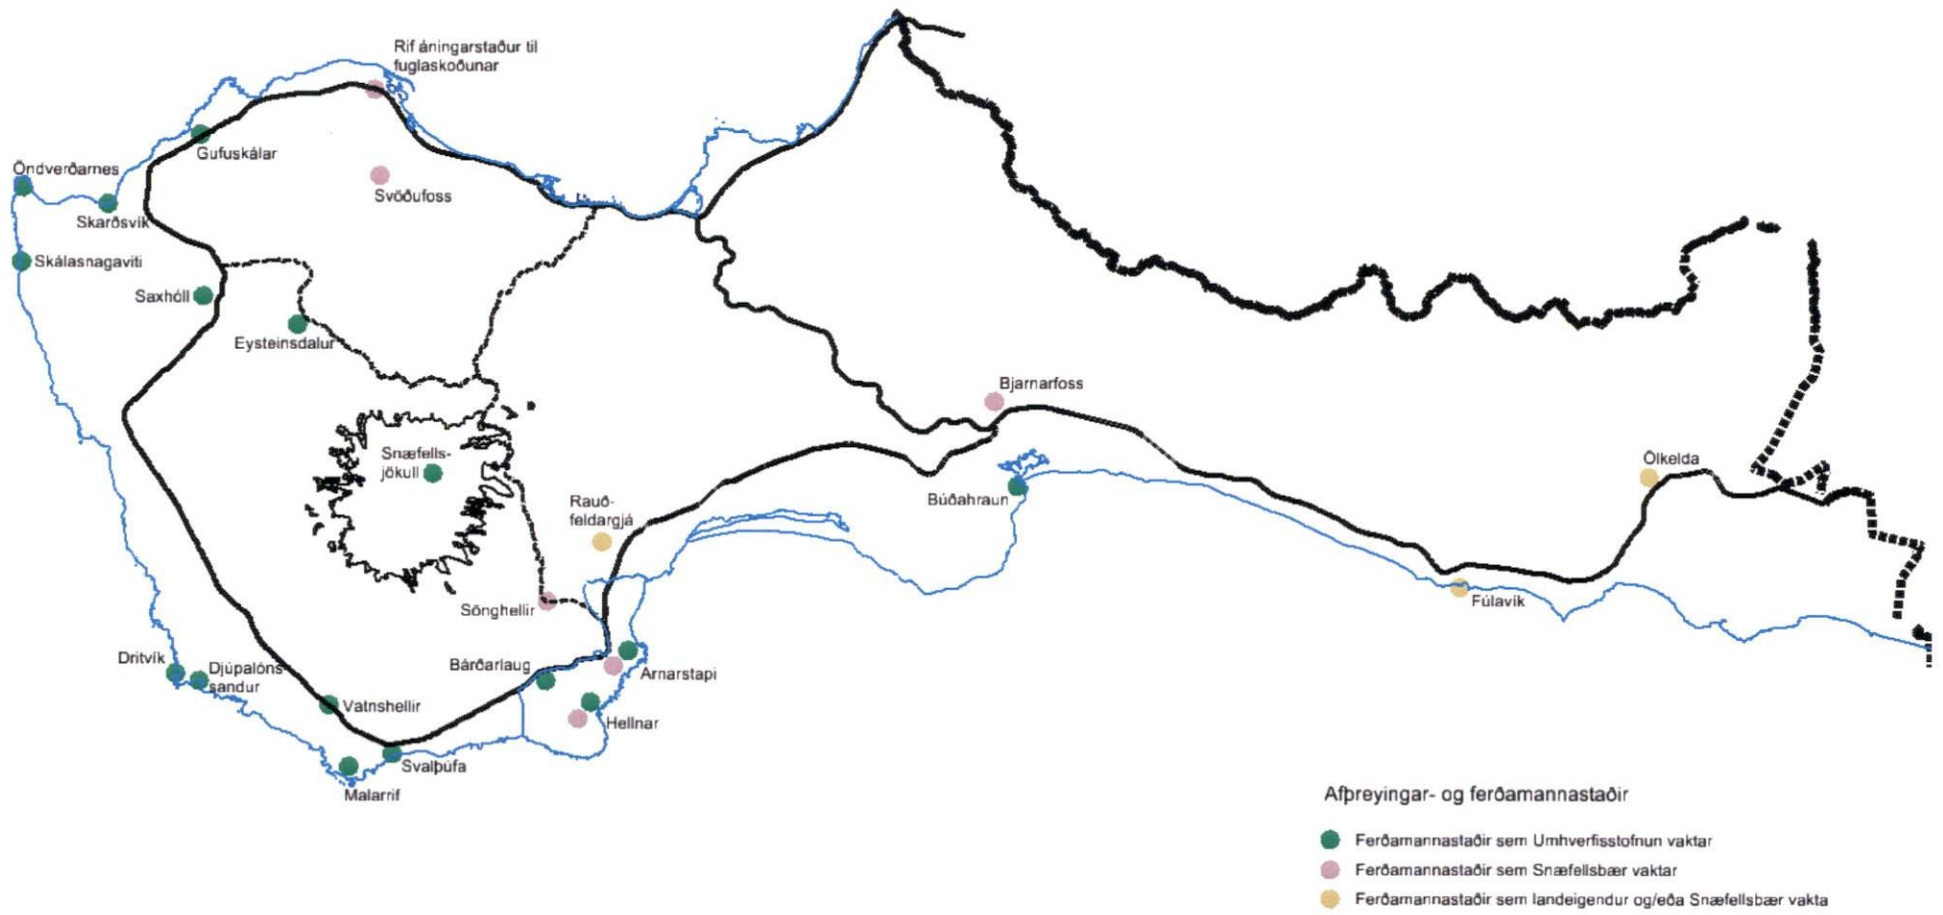 Rif áningarstaður til
fuglaskoðunar
Gufuskálar
Öndverðarnes
Svöðufoss
Skarðsvík
Skálasnagaviti
Saxhóll
Eysteinsdalur
Bjarnarfoss
Snæfells-
jökull
Ölkelda
Rauð-
feldargjá
Búðahraun
Sönghellir
Fúlavík
Dritvík
Djúpalóns
sandur
Bárðarlaug
Arnarstapi
Vatnshellir
Hellnar
Svalþúfa
Malarrif
Afþreyingar- og ferðamannastaðir
Ferðamannastaðir sem Umhverfisstofnun vaktar
Ferðamannastaðir sem Snæfellsbær vaktar
Ferðamannastaðir sem landeigendur og/eða Snæfellsbær vakta